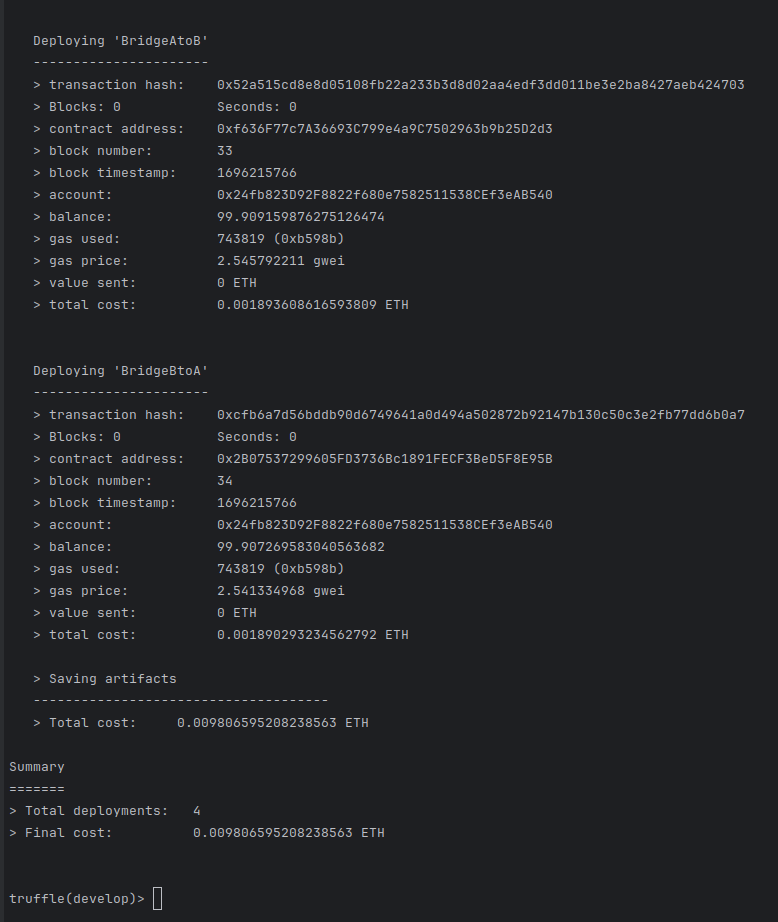 Deploying 'BridgeAtoB'
----------------------
> transaction hash:    0x52a515cd8e8d05108fb22a233b3d8d02aa4edf3dd011be3e2ba8427aeb424703
> Blocks: 0            Seconds: 0
> contract address:    0xf636F77c7A36693C799e4a9C7502963b9b25D2d3
> block number:        33
> block timestamp:     1696215766
> account:             0x24fb823D92F8822f680e7582511538CEf3eAB540
> balance:             99.909159876275126474
> gas used:            743819 (0xb598b)
> gas price:           2.545792211 gwei
> value sent:          0 ETH
> total cost:          0.001893608616593809 ETH
Deploying 'BridgeBtoA'
----------------------
> transaction hash:    0xcfb6a7d56bddb90d6749641a0d494a502872b92147b130c50c3e2fb77dd6b0a7
> Blocks: 0            Seconds: 0
> contract address:    0x2B07537299605FD3736Bc1891FECF3BeD5F8E95B
> block number:        34
> block timestamp:     1696215766
> account:             0x24fb823D92F8822f680e7582511538CEf3eAB540
> balance:             99.907269583040563682
> gas used:            743819 (0xb598b)
> gas price:           2.541334968 gwei
> value sent:          0 ETH
> total cost:          0.001890293234562792 ETH
> Saving artifacts
-------------------------------------
> Total cost:     0.009806595208238563 ETH
Summary
=======
> Total deployments:   4
> Final cost:          0.009806595208238563 ETH
truffle(develop)>